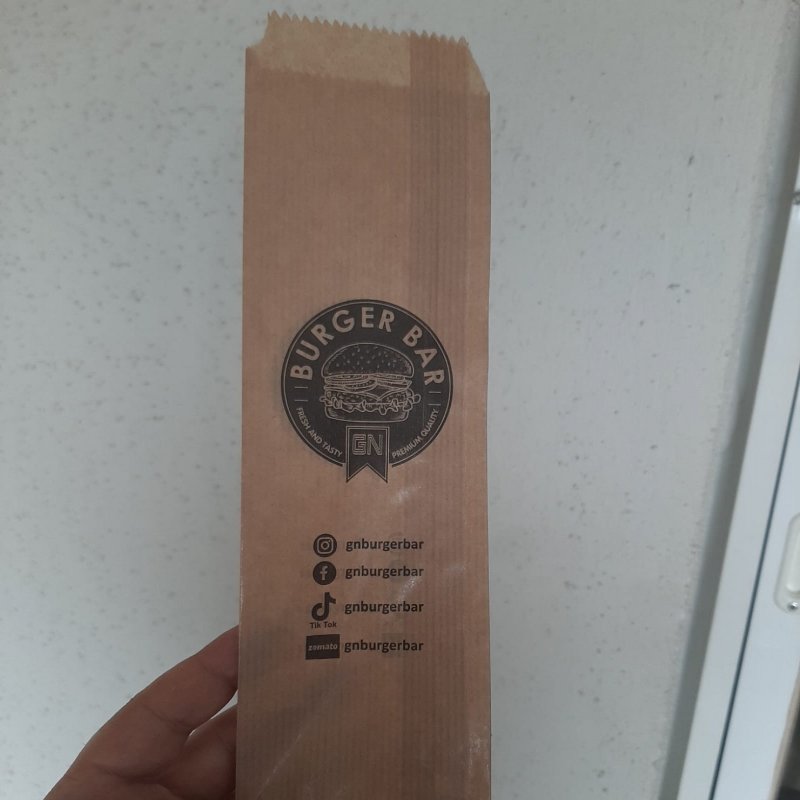 BURGER BAR
FRESH AND TASTY
GN
PREMIUM QUALITY
gnburgerbar
gnburgerbar
gnburgerbar
Tik Tok
zomato gnburgerbar